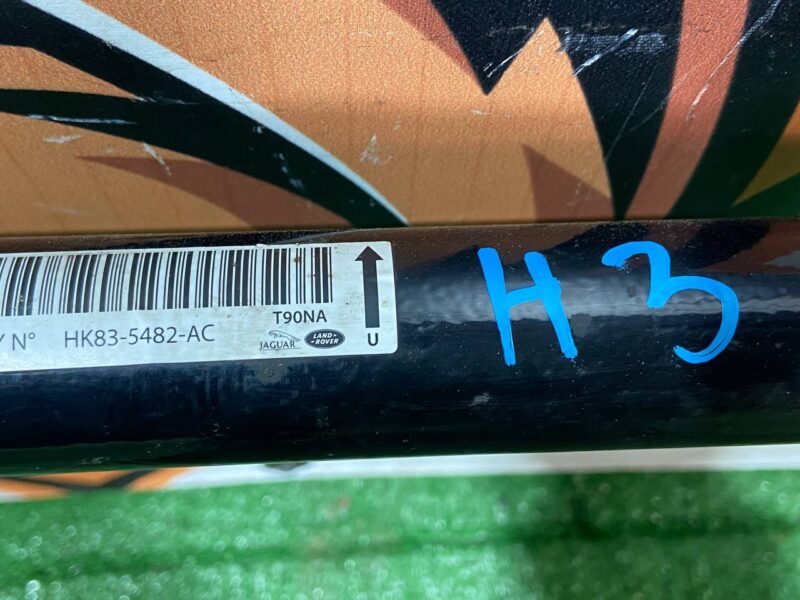 T90NA
Y N° HK83-5482-AC
JAGUAR LAND-ROVER U
H3